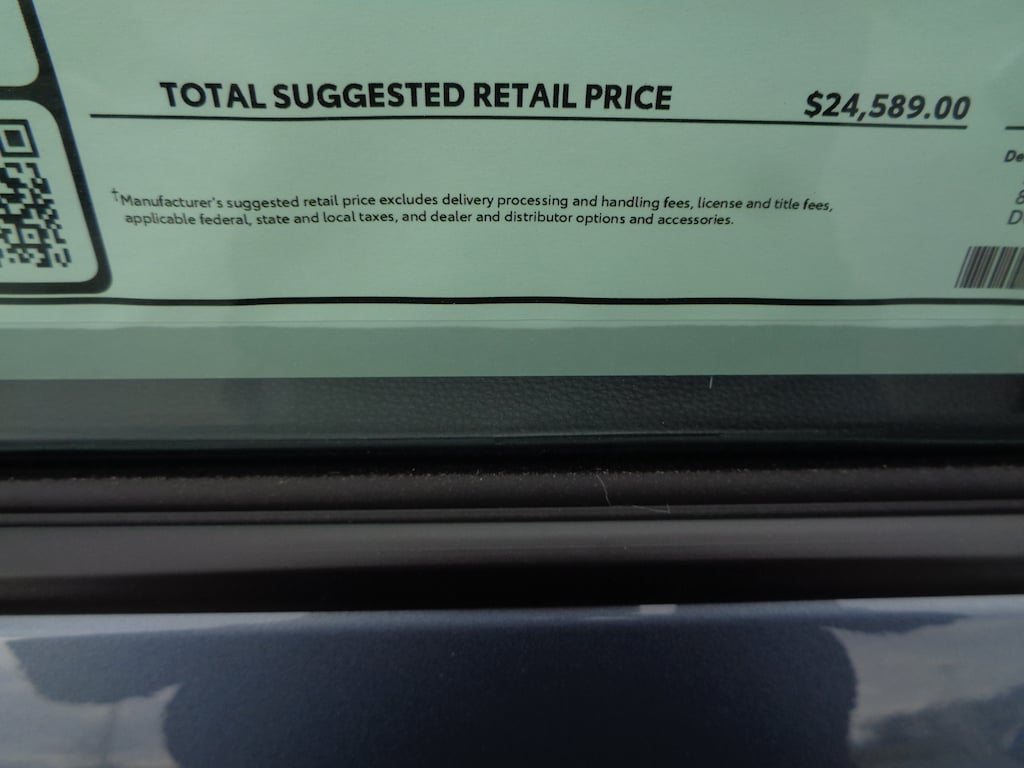 TOTAL SUGGESTED RETAIL PRICE $24,589.00
†Manufacturer's suggested retail price excludes delivery processing and handling fees, license and title fees,
applicable federal, state and local taxes, and dealer and distributor options and accessories.